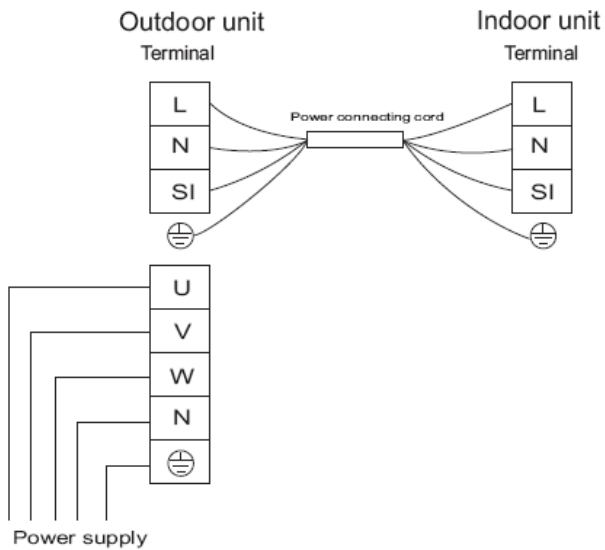 Outdoor unit
Indoor unit
Terminal
Terminal
Power connecting cord
L
L
N
N
SI
SI
U
V
W
N
Power supply